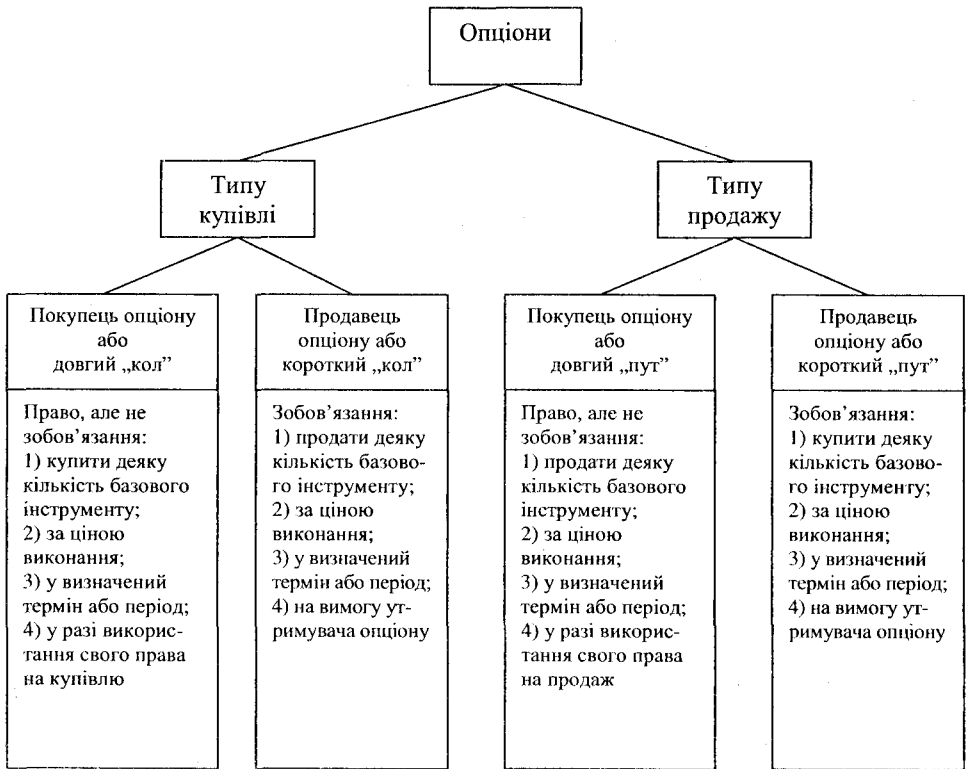 Опціони
Типу
купівлі
Типу
продажу
Покупець опціону
або
довгий „кол”
Право, але не
зобов’язання:
1) купити деяку
кількість базового
інструменту;
2) за ціною
виконання;
3) у визначений
термін або період;
4) у разі викорис-
тання свого права
на купівлю
Продавець
опціону або
короткий „кол”
Зобов’язання:
1) продати деяку
кількість базово-
го інструменту;
2) за ціною
виконання;
3) у визначений
термін або період;
4) на вимогу ут-
римувача опціону
Покупець опціону
або
довгий „пут”
Право, але не
зобов’язання:
1) продати деяку
кількість базового
інструменту;
2) за ціною
виконання;
3) у визначений
термін або період;
4) у разі викорис-
тання свого права
на продаж
Продавець
опціону або
короткий „пут”
Зобов’язання:
1) купити деяку
кількість базово-
го інструменту;
2) за ціною
виконання;
3) у визначений
термін або період;
4) на вимогу ут-
римувача опціону